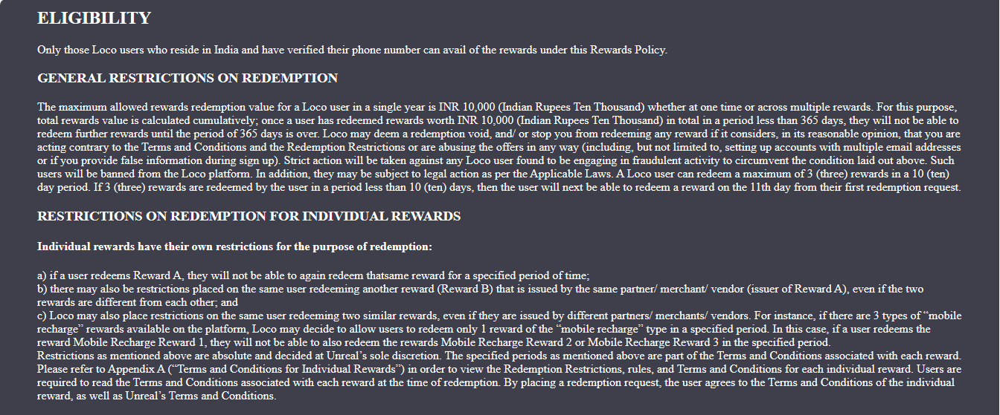 ELIGIBILITY
Only those Loco users who reside in India and have verified their phone number can avail of the rewards under this Rewards Policy.
GENERAL RESTRICTIONS ON REDEMPTION
The maximum allowed rewards redemption value for a Loco user in a single year is INR 10,000 (Indian Rupees Ten Thousand) whether at one time or across multiple rewards. For this purpose,
total rewards value is calculated cumulatively; once a user has redeemed rewards worth INR 10,000 (Indian Rupees Ten Thousand) in total in a period less than 365 days, they will not be able to
redeem further rewards until the period of 365 days is over. Loco may deem a redemption void, and/ or stop you from redeeming any reward if it considers, in its reasonable opinion, that you are
acting contrary to the Terms and Conditions and the Redemption Restrictions or are abusing the offers in any way (including, but not limited to, setting up accounts with multiple email addresses
or if you provide false information during sign up). Strict action will be taken against any Loco user found to be engaging in fraudulent activity to circumvent the condition laid out above. Such
users will be banned from the Loco platform. In addition, they may be subject to legal action as per the Applicable Laws. A Loco user can redeem a maximum of 3 (three) rewards in a 10 (ten)
day period. If 3 (three) rewards are redeemed by the user in a period less than 10 (ten) days, then the user will next be able to redeem a reward on the 11th day from their first redemption request.
RESTRICTIONS ON REDEMPTION FOR INDIVIDUAL REWARDS
Individual rewards have their own restrictions for the purpose of redemption:
a) if a user redeems Reward A, they will not be able to again redeem thatsame reward for a specified period of time;
b) there may also be restrictions placed on the same user redeeming another reward (Reward B) that is issued by the same partner/ merchant/ vendor (issuer of Reward A), even if the two
rewards are different from each other; and
c) Loco may also place restrictions on the same user redeeming two similar rewards, even if they are issued by different partners/ merchants/ vendors. For instance, if there are 3 types of “mobile
recharge” rewards available on the platform, Loco may decide to allow users to redeem only 1 reward of the “mobile recharge” type in a specified period. In this case, if a user redeems the
reward Mobile Recharge Reward 1, they will not be able to also redeem the rewards Mobile Recharge Reward 2 or Mobile Recharge Reward 3 in the specified period.
Restrictions as mentioned above are absolute and decided at Unreal’s sole discretion. The specified periods as mentioned above are part of the Terms and Conditions associated with each reward.
Please refer to Appendix A (“Terms and Conditions for Individual Rewards”) in order to view the Redemption Restrictions, rules, and Terms and Conditions for each individual reward. Users are
required to read the Terms and Conditions associated with each reward at the time of redemption. By placing a redemption request, the user agrees to the Terms and Conditions of the individual
reward, as well as Unreal’s Terms and Conditions.